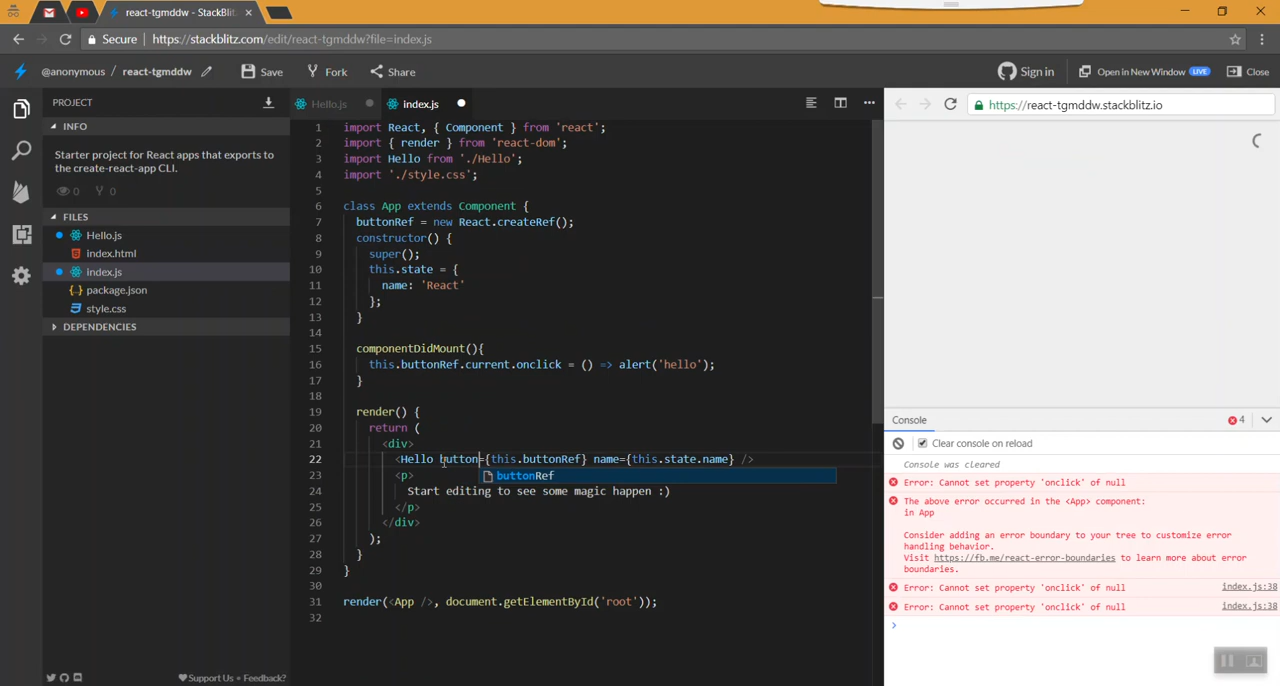 react-tgmddw - StackBlit
Secure
https://stackblitz.com/edit/react-tgmddw?file=index.js
@anonymous / react-tgmddw
Save
Fork
Share
Sign in
Open in New Window LIVE
Close
PROJECT
INFO
Starter project for React apps that exports to
the create-react-app CLI.
0 0
FILES
Hello.js
index.html
index.js
package.json
style.css
DEPENDENCIES
Support Us • Feedback?
Hello.js
index.js
1 import React, { Component } from 'react';
2 import { render } from 'react-dom';
3 import Hello from './Hello';
4 import './style.css';
5
6 class App extends Component {
7 buttonRef = new React.createRef();
8 constructor() {
9 super();
10 this.state = {
11 name: 'React'
12 };
13 }
14
15 componentDidMount(){
16 this.buttonRef.current.onclick = () => alert('hello');
17 }
18
19 render() {
20 return (
21 <div>
22 <Hello button={this.buttonRef} name={this.state.name} />
buttonRef
23 <p>
24 Start editing to see some magic happen :)
25 </p>
26 </div>
27 );
28 }
29 }
30
31 render(<App />, document.getElementById('root'));
32
https://react-tgmddw.stackblitz.io
Console
4
Clear console on reload
Console was cleared
Error: Cannot set property 'onclick' of null
The above error occurred in the <App> component:
in App
Consider adding an error boundary to your tree to customize error
handling behavior.
Visit https://fb.me/react-error-boundaries to learn more about error
boundaries.
Error: Cannot set property 'onclick' of null index.js:38
Error: Cannot set property 'onclick' of null index.js:38